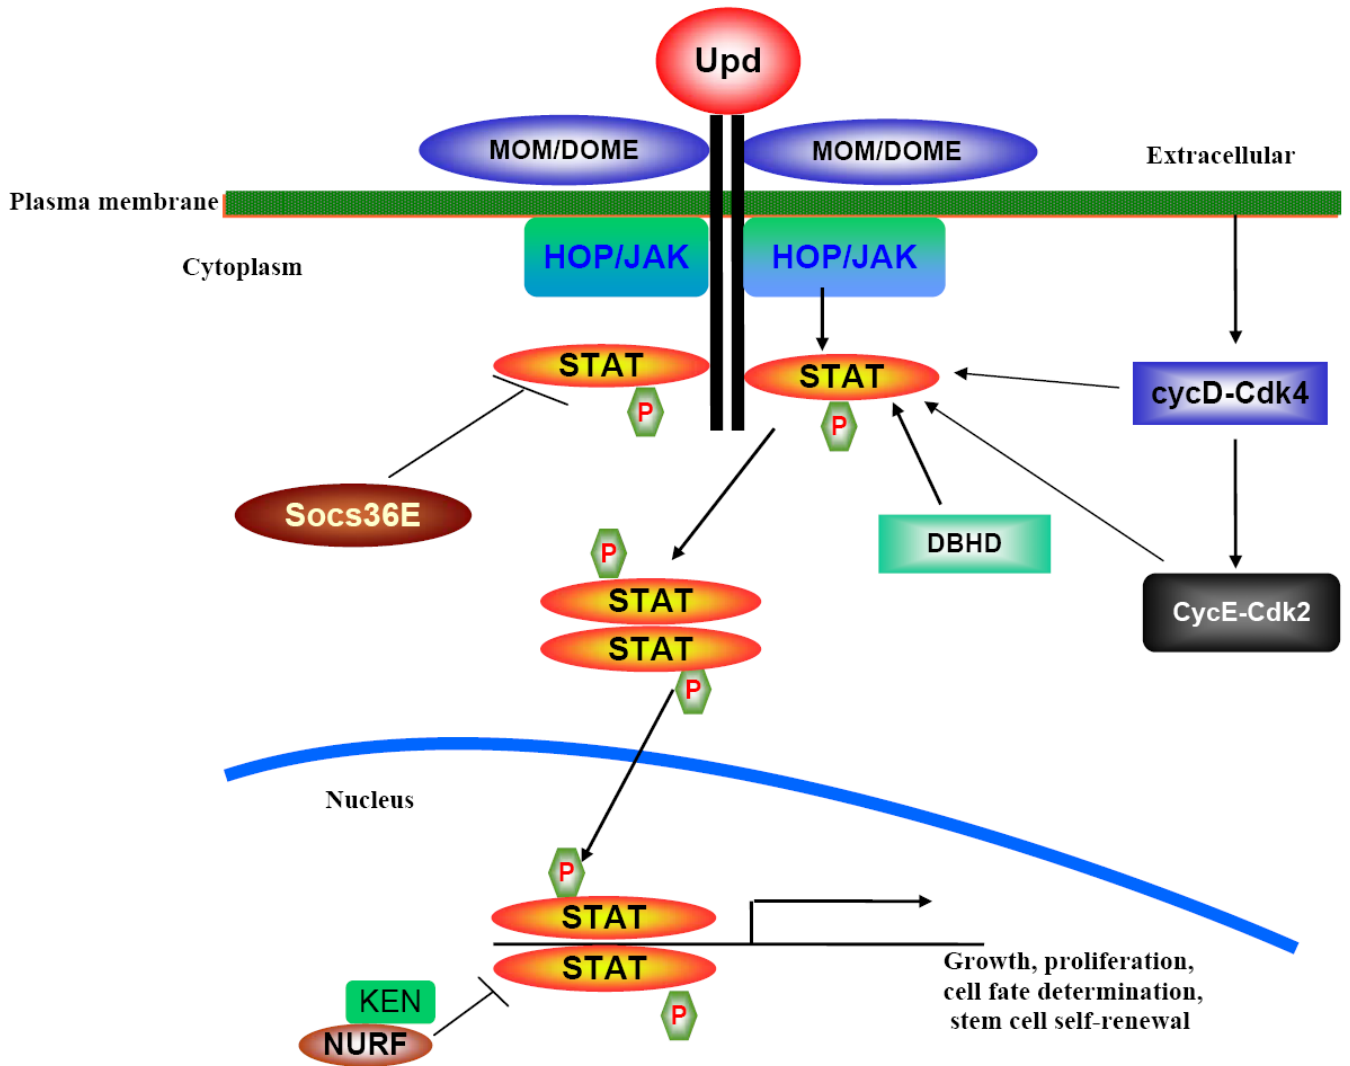 Upd
MOM/DOME
MOM/DOME
Extracellular
Plasma membrane
HOP/JAK
HOP/JAK
Cytoplasm
STAT
STAT
cycD-Cdk4
P
P
Socs36E
DBHD
P
STAT
CycE-Cdk2
STAT
P
Nucleus
P
STAT
STAT
Growth, proliferation,
cell fate determination,
stem cell self-renewal
KEN
P
NURF